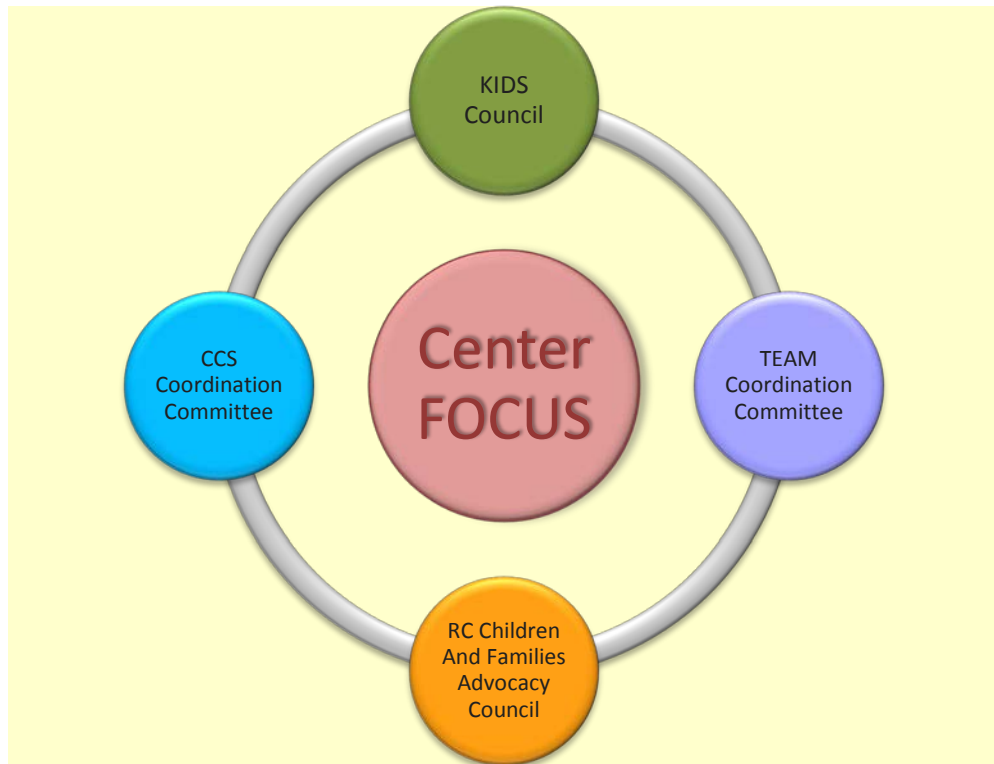 KIDS
Council
CCS
Coordination
Committee
Center
FOCUS
TEAM
Coordination
Committee
RC Children
And Families
Advocacy
Council